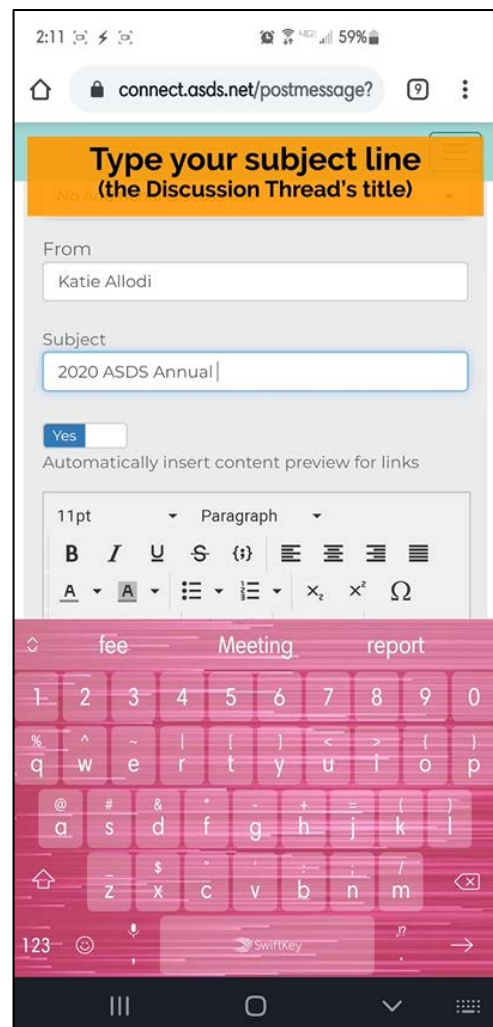 2:11 59%
connect.asds.net/postmessage? 9
Type your subject line
(the Discussion Thread's title)
From
Katie Allodi
Subject
2020 ASDS Annual
Yes
Automatically insert content preview for links
11pt Paragraph
B I U S {;}
A A X₂ X² Ω
fee Meeting report
1 2 3 4 5 6 7 8 9 0
% ^ ~ | [ ] < > { }
q w e r t y u i o p
@ # & * - + = ( )
a s d f g h j k l
_ $ " ' : ; /
z x c v b n m
123 , SwiftKey ,!? .